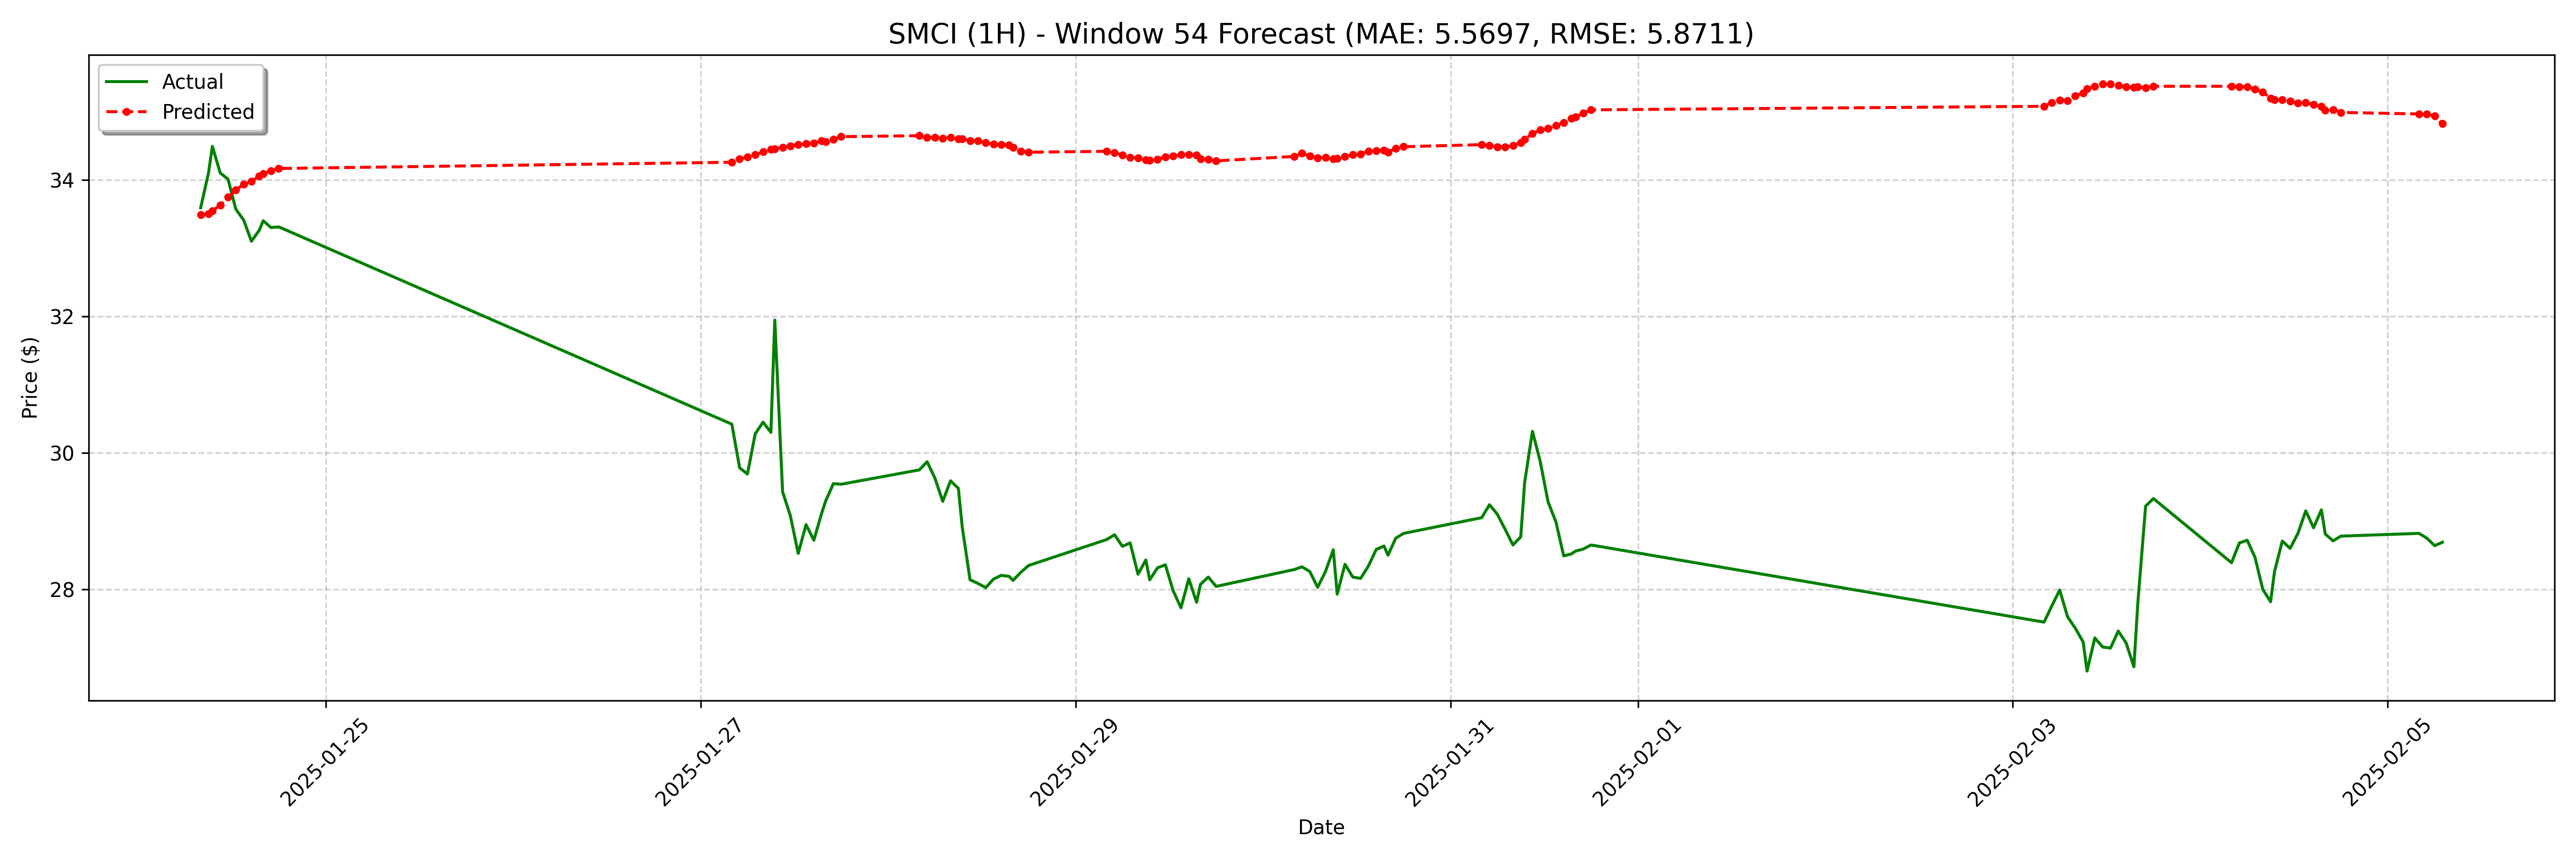 SMCI (1H) - Window 54 Forecast (MAE: 5.5697, RMSE: 5.8711)
Actual
Predicted
Price ($)
34
32
30
28
2025-01-25
2025-01-27
2025-01-29
2025-01-31
2025-02-01
2025-02-03
2025-02-05
Date